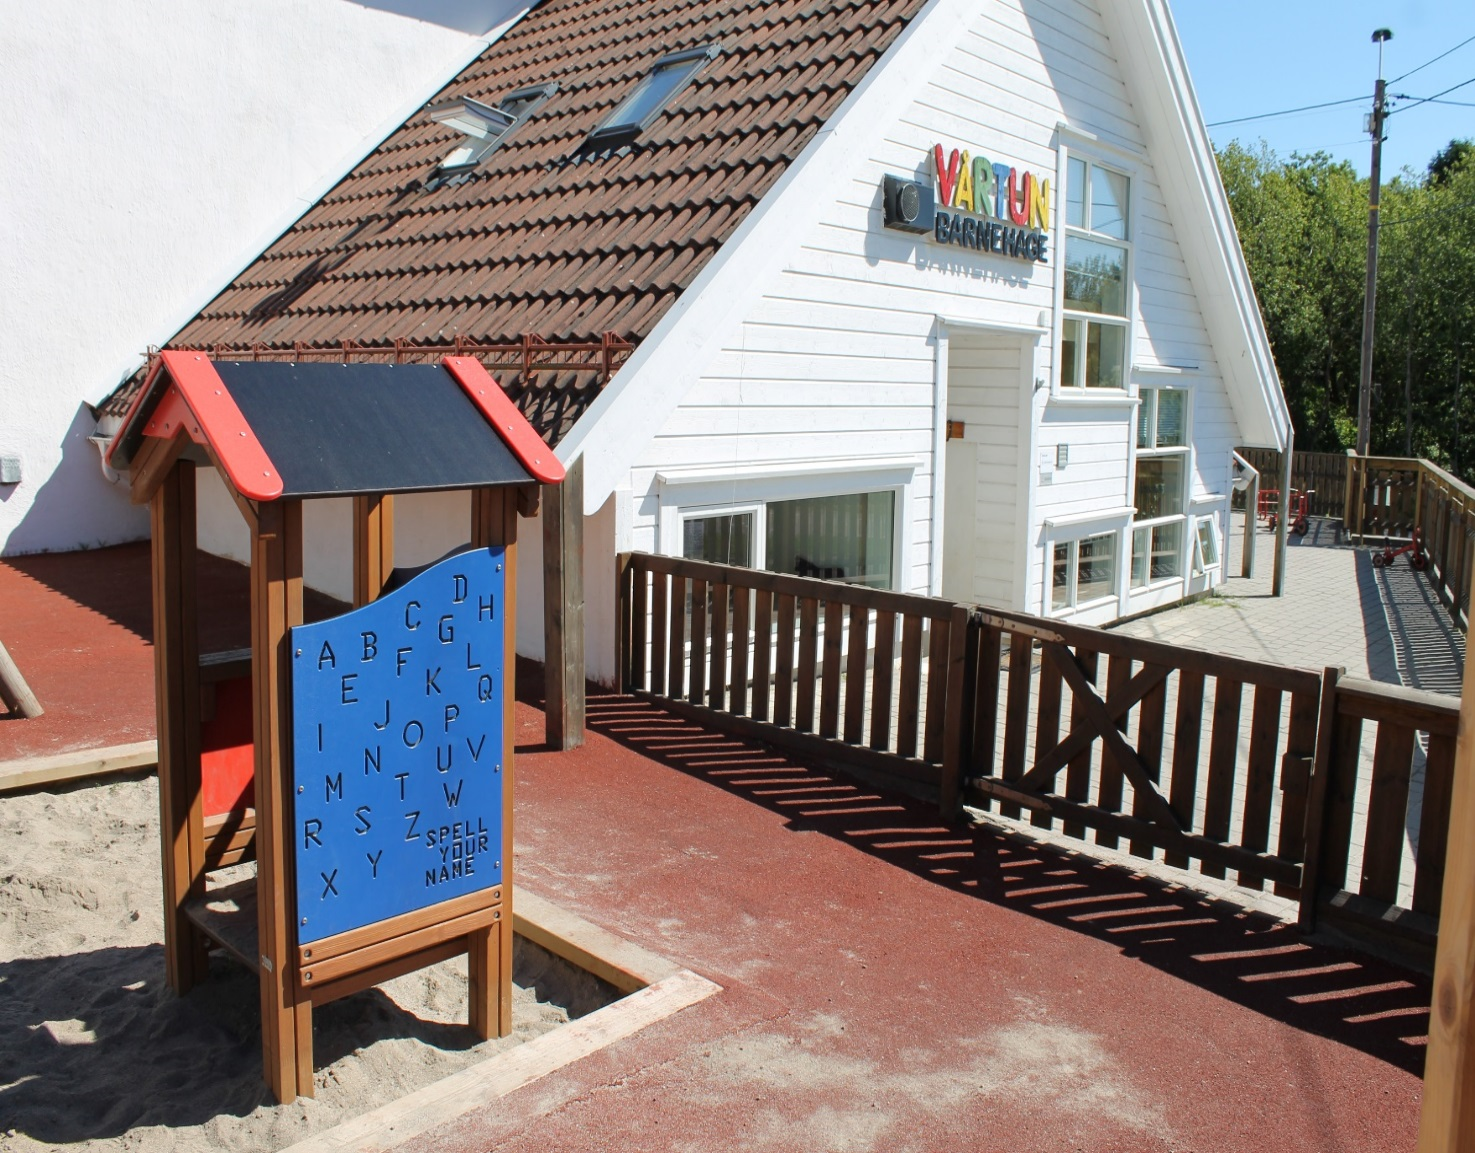 VÅRTUN
BARNEHAGE
A B C D
E F G H
I J K L
M N O P Q
R S T U V
X Y Z W
SPELL
YOUR
NAME